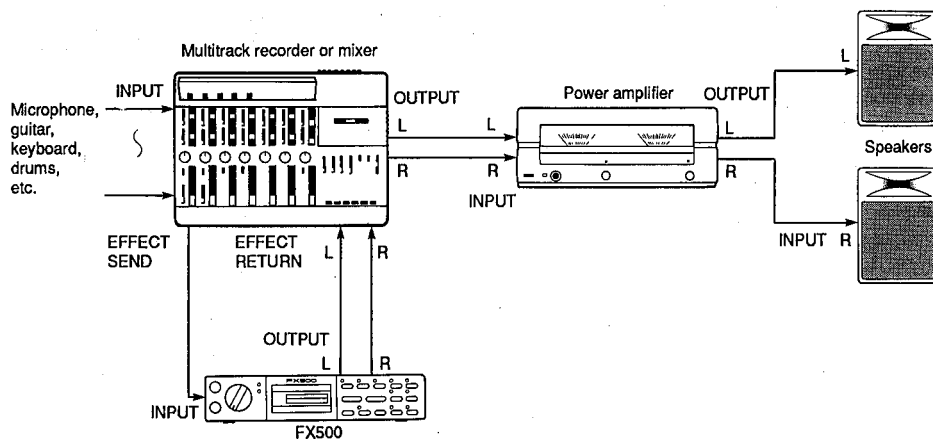 Multitrack recorder or mixer
INPUT
Microphone,
guitar,
keyboard,
drums,
etc.
OUTPUT
L
R
Power amplifier
L
R
INPUT
OUTPUT
L
R
L
Speakers
INPUT R
EFFECT
SEND
EFFECT
RETURN
L
R
OUTPUT
L
R
INPUT
FX500
FX500